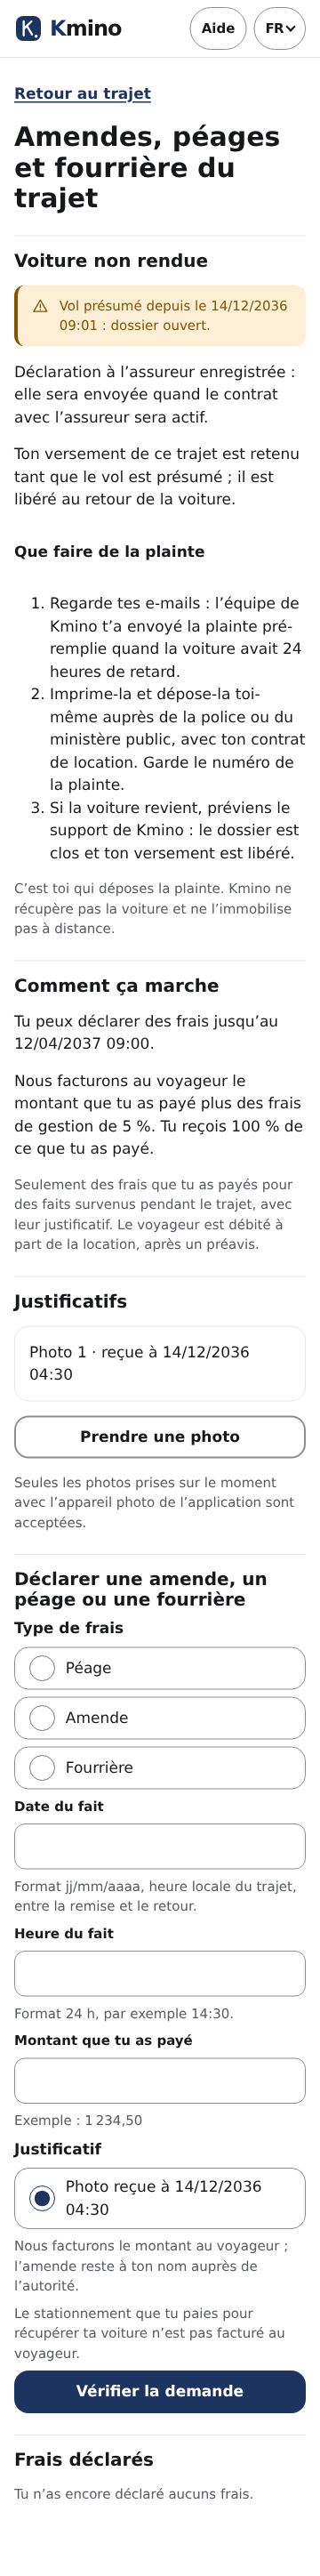 Kmino
Aide
FR
Retour au trajet
Amendes, péages
et fourrière du
trajet
Voiture non rendue
Vol présumé depuis le 14/12/2036
09:01 : dossier ouvert.
Déclaration à l’assureur enregistrée :
elle sera envoyée quand le contrat
avec l’assureur sera actif.
Ton versement de ce trajet est retenu
tant que le vol est présumé ; il est
libéré au retour de la voiture.
Que faire de la plainte
1. Regarde tes e-mails : l’équipe de
Kmino t’a envoyé la plainte pré-
remplie quand la voiture avait 24
heures de retard.
2. Imprime-la et dépose-la toi-
même auprès de la police ou du
ministère public, avec ton contrat
de location. Garde le numéro de
la plainte.
3. Si la voiture revient, préviens le
support de Kmino : le dossier est
clos et ton versement est libéré.
C’est toi qui déposes la plainte. Kmino ne
récupère pas la voiture et ne l’immobilise
pas à distance.
Comment ça marche
Tu peux déclarer des frais jusqu’au
12/04/2037 09:00.
Nous facturons au voyageur le
montant que tu as payé plus des frais
de gestion de 5 %. Tu reçois 100 % de
ce que tu as payé.
Seulement des frais que tu as payés pour
des faits survenus pendant le trajet, avec
leur justificatif. Le voyageur est débité à
part de la location, après un préavis.
Justificatifs
Photo 1 · reçue à 14/12/2036
04:30
Prendre une photo
Seules les photos prises sur le moment
avec l’appareil photo de l’application sont
acceptées.
Déclarer une amende, un
péage ou une fourrière
Type de frais
Péage
Amende
Fourrière
Date du fait
Format jj/mm/aaaa, heure locale du trajet,
entre la remise et le retour.
Heure du fait
Format 24 h, par exemple 14:30.
Montant que tu as payé
Exemple : 1 234,50
Justificatif
Photo reçue à 14/12/2036
04:30
Nous facturons le montant au voyageur ;
l’amende reste à ton nom auprès de
l’autorité.
Le stationnement que tu paies pour
récupérer ta voiture n’est pas facturé au
voyageur.
Vérifier la demande
Frais déclarés
Tu n’as encore déclaré aucuns frais.